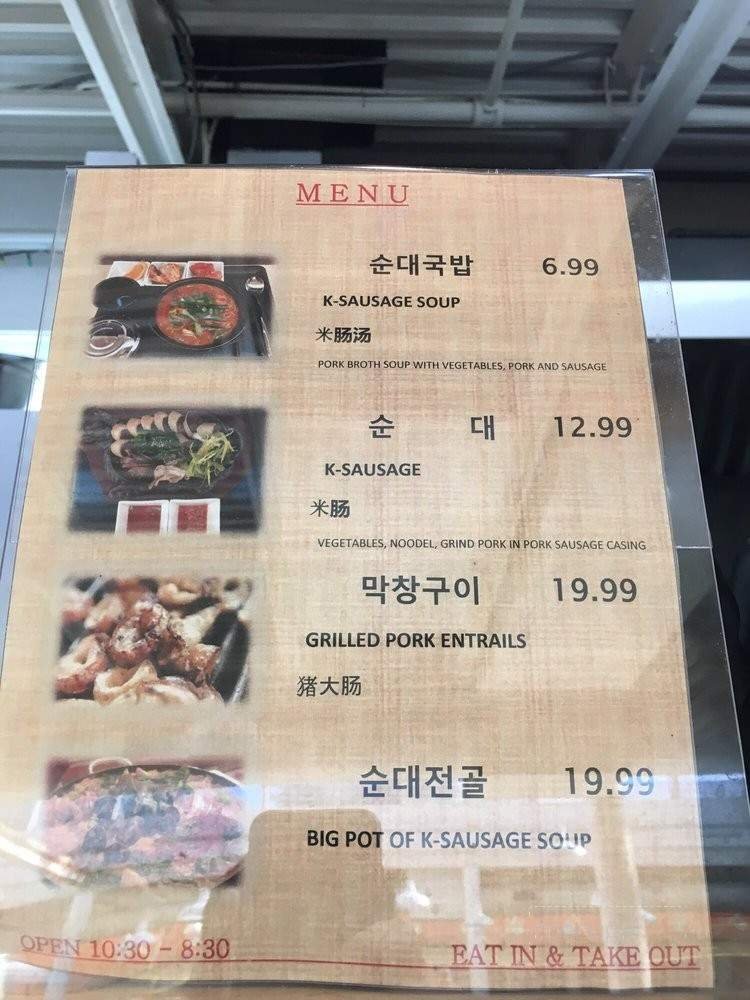 MENU
순대국밥 6.99
K-SAUSAGE SOUP
米肠汤
PORK BROTH SOUP WITH VEGETABLES, PORK AND SAUSAGE
순 대 12.99
K-SAUSAGE
米肠
VEGETABLES, NOODEL, GRIND PORK IN PORK SAUSAGE CASING
막창구이 19.99
GRILLED PORK ENTRAILS
猪大肠
순대전골 19.99
BIG POT OF K-SAUSAGE SOUP
OPEN 10:30 - 8:30 EAT IN & TAKE OUT